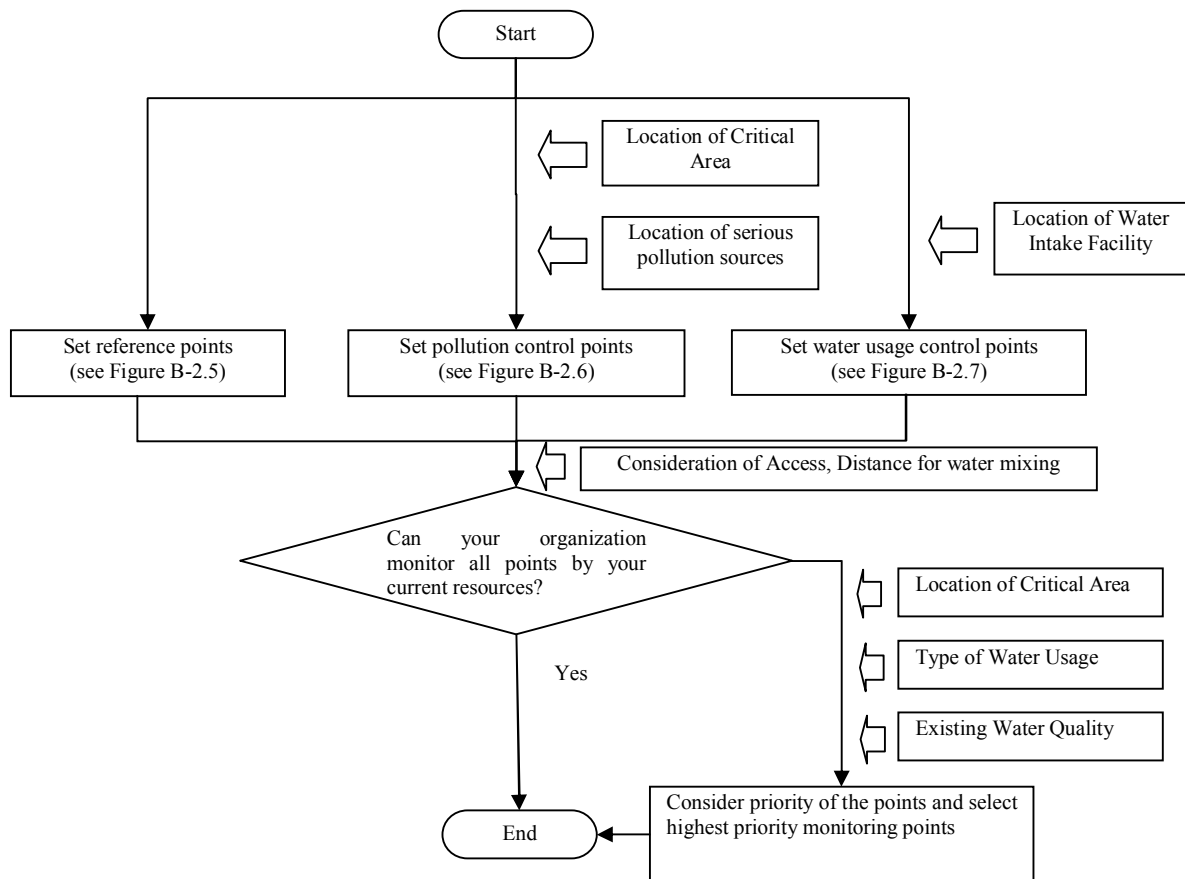 Start
Location of Critical
Area
Location of serious
pollution sources
Location of Water
Intake Facility
Set reference points
(see Figure B-2.5)
Set pollution control points
(see Figure B-2.6)
Set water usage control points
(see Figure B-2.7)
Consideration of Access, Distance for water mixing
Can your organization
monitor all points by your
current resources?
Location of Critical Area
Type of Water Usage
Yes
Existing Water Quality
Consider priority of the points and select
highest priority monitoring points
End